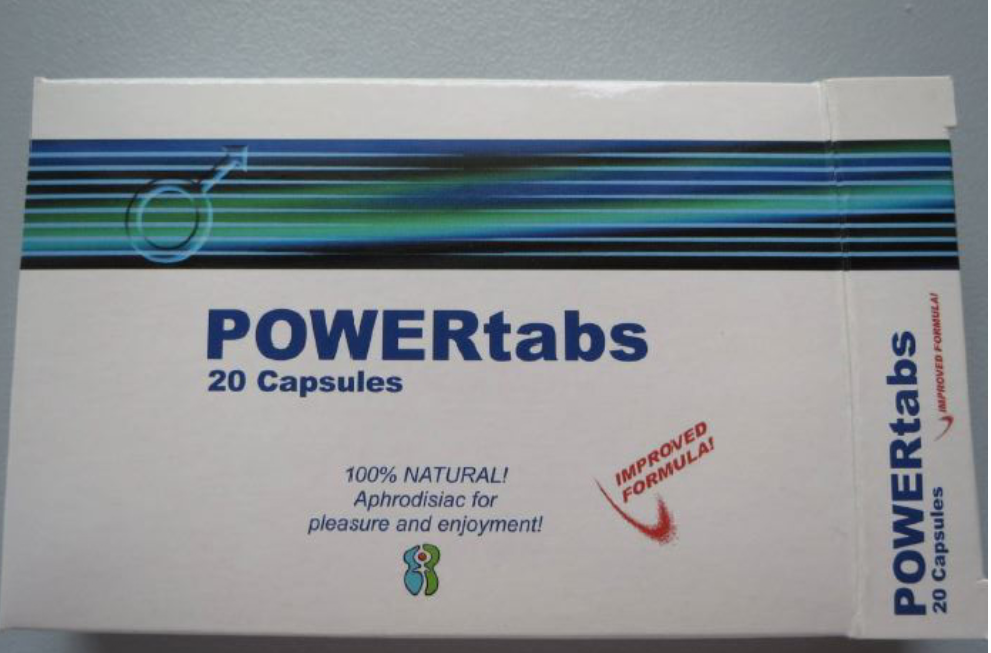 POWERtabs
20 Capsules
100% NATURAL!
Aphrodisiac for
pleasure and enjoyment!
IMPROVED
FORMULA!
POWERtabs
20 Capsules
IMPROVED FORMULA!